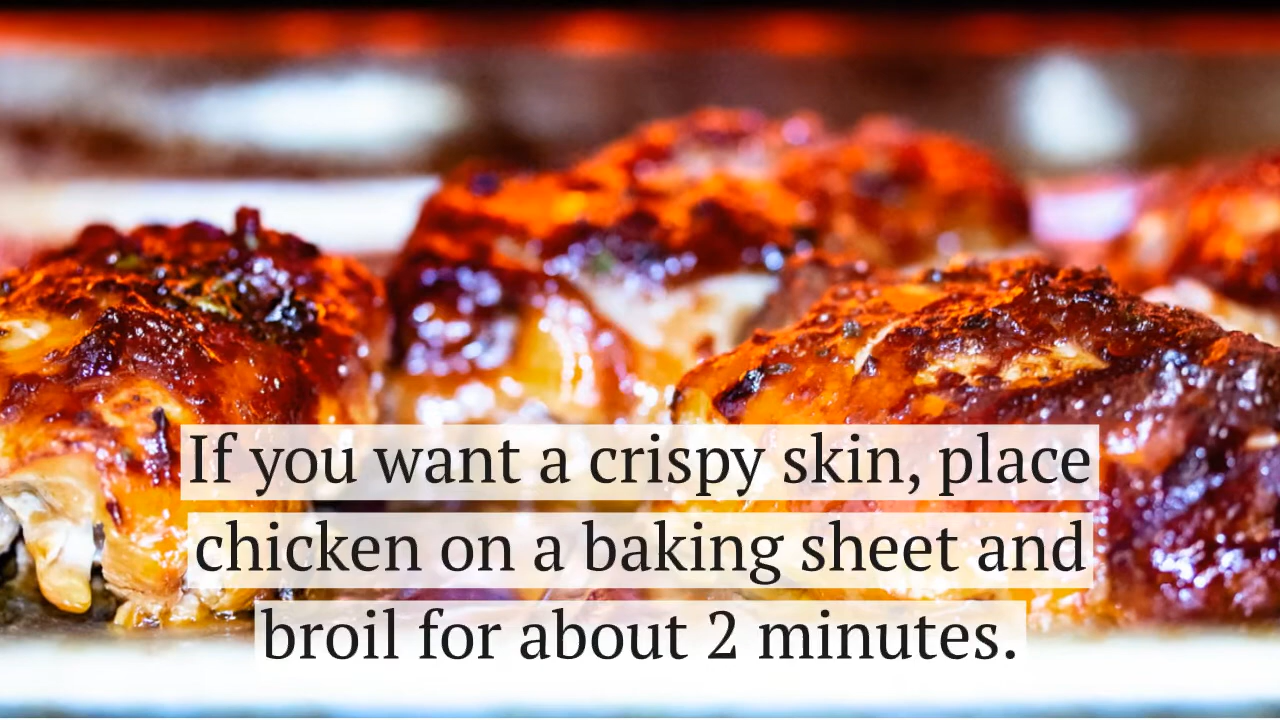 If you want a crispy skin, place
chicken on a baking sheet and
broil for about 2 minutes.